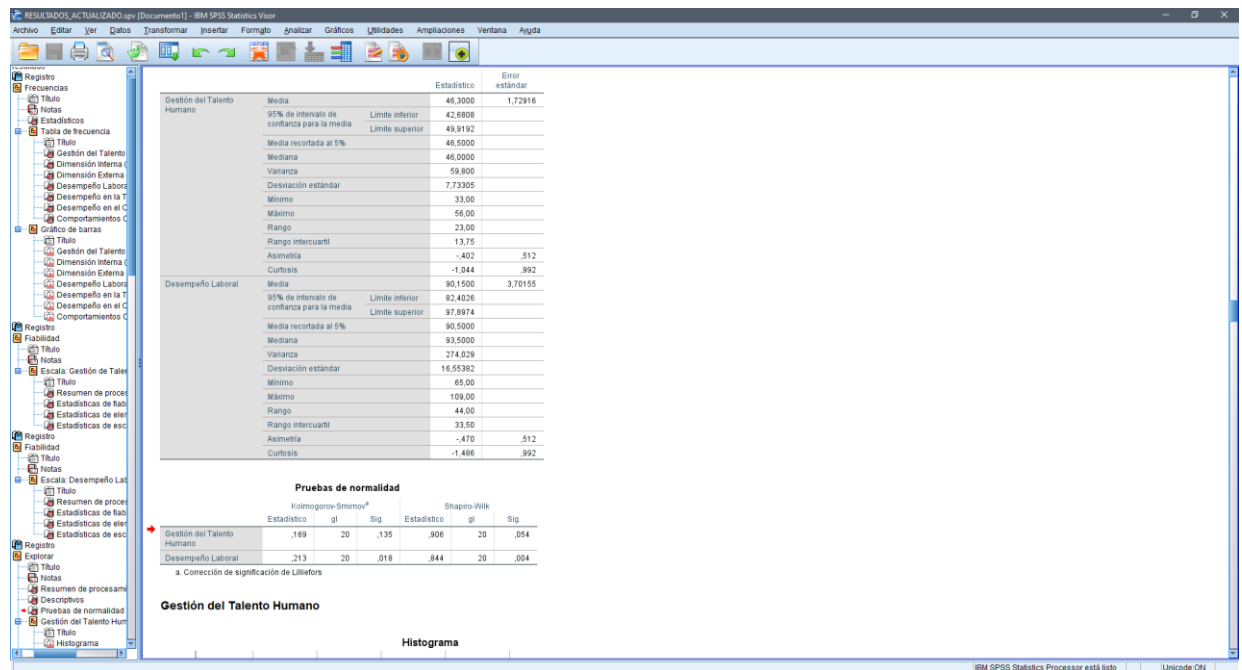 RESULTADOS_ACTUALIZADO.spv [Documento1] - IBM SPSS Statistics Visor
Archivo Editar Ver Datos Transformar Insertar Formato Analizar Gráficos Utilidades Ampliaciones Ventana Ayuda
Registro
Frecuencias
Título
Notas
Estadísticos
Tabla de frecuencia
Título
Gestión del Talento
Dimensión Interna (
Dimensión Externa
Desempeño Labora
Desempeño en la T
Desempeño en el C
Comportamientos C
Gráfico de barras
Título
Gestión del Talento
Dimensión Interna (
Dimensión Externa
Desempeño Labora
Desempeño en la T
Desempeño en el C
Comportamientos C
Registro
Fiabilidad
Título
Notas
Escala: Gestión de Taler
Título
Resumen de proces
Estadísticas de fiab
Estadísticas de eler
Estadísticas de esc
Registro
Fiabilidad
Título
Notas
Escala: Desempeño Lab
Título
Resumen de proces
Estadísticas de fiab
Estadísticas de eler
Estadísticas de esc
Registro
Explorar
Título
Notas
Resumen de procesami
Descriptivos
Pruebas de normalidad
Gestión del Talento Hum
Título
Histograma
Estadístico Error estándar
Gestión del Talento Humano Media 46,3000 1,72916
95% de intervalo de confianza para la media Límite inferior 42,6808
Límite superior 49,9192
Media recortada al 5% 46,5000
Mediana 46,0000
Varianza 59,800
Desviación estándar 7,73305
Mínimo 33,00
Máximo 56,00
Rango 23,00
Rango intercuartil 13,75
Asimetría -,402 ,512
Curtosis -1,044 ,992
Desempeño Laboral Media 90,1500 3,70155
95% de intervalo de confianza para la media Límite inferior 82,4026
Límite superior 97,8974
Media recortada al 5% 90,5000
Mediana 93,5000
Varianza 274,029
Desviación estándar 16,55382
Mínimo 65,00
Máximo 109,00
Rango 44,00
Rango intercuartil 33,50
Asimetría -,470 ,512
Curtosis -1,486 ,992
Pruebas de normalidad
Kolmogorov-Smirnovᵃ Shapiro-Wilk
Estadístico gl Sig. Estadístico gl Sig.
Gestión del Talento Humano ,169 20 ,135 ,906 20 ,054
Desempeño Laboral ,213 20 ,018 ,844 20 ,004
a. Corrección de significación de Lilliefors
Gestión del Talento Humano
Histograma
IBM SPSS Statistics Processor está listo Unicode:ON